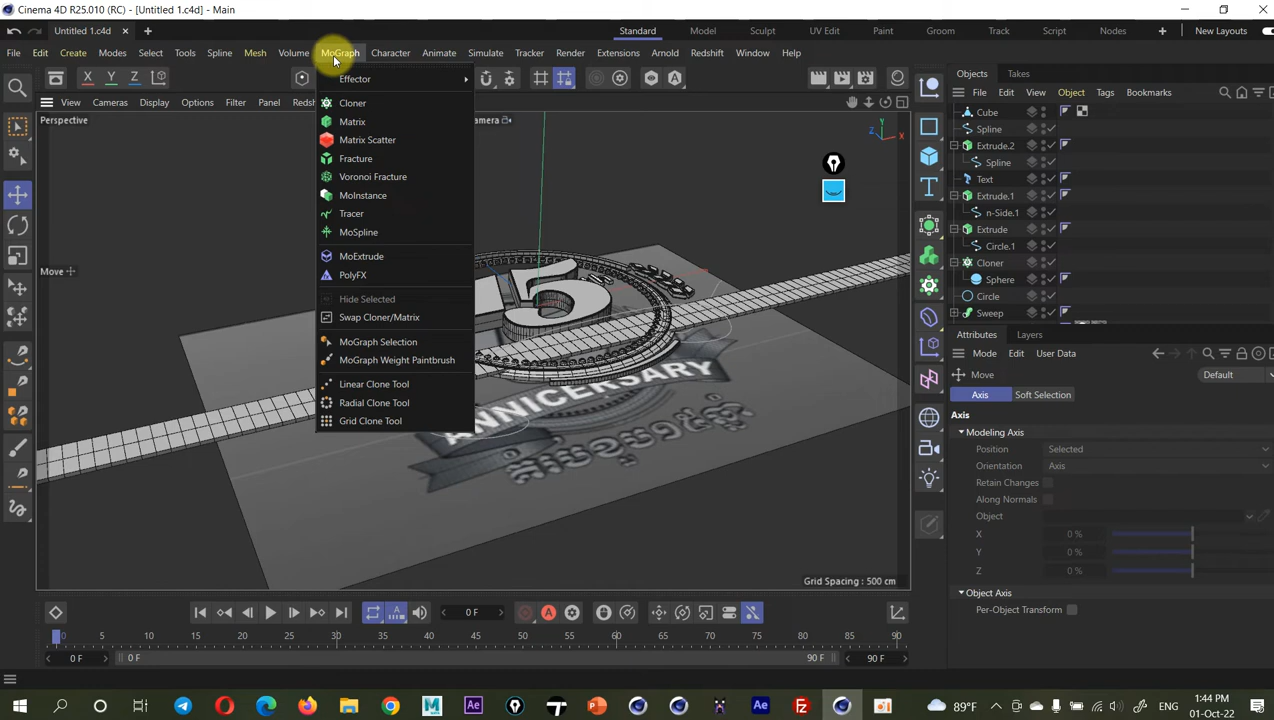 Cinema 4D R25.010 (RC) - [Untitled 1.c4d] - Main
Untitled 1.c4d
Standard Model Sculpt UV Edit Paint Groom Track Script Nodes New Layouts
File Edit Create Modes Select Tools Spline Mesh Volume MoGraph Character Animate Simulate Tracker Render Extensions Arnold Redshift Window Help
X Y Z
View Cameras Display Options Filter Panel Redsh
Perspective
amera
Move
Effector
Cloner
Matrix
Matrix Scatter
Fracture
Voronoi Fracture
MoInstance
Tracer
MoSpline
MoExtrude
PolyFX
Hide Selected
Swap Cloner/Matrix
MoGraph Selection
MoGraph Weight Paintbrush
Linear Clone Tool
Radial Clone Tool
Grid Clone Tool
Y
Z
X
5
ANNICERSARY
Grid Spacing : 500 cm
Objects Takes
File Edit View Object Tags Bookmarks
Cube
Spline
Extrude.2
Spline
Text
Extrude.1
n-Side.1
Extrude
Circle.1
Cloner
Sphere
Circle
Sweep
Attributes Layers
Mode Edit User Data
Move
Default
Axis Soft Selection
Axis
Modeling Axis
Position Selected
Orientation Axis
Retain Changes
Along Normals
Object
X 0 %
Y 0 %
Z 0 %
Object Axis
Per-Object Transform
0 F
0 5 10 15 20 25 30 35 40 45 50 55 60 65 70 75 80 85 90
0 F 0 F 90 F 90 F
89°F ENG 1:44 PM
01-Oct-22